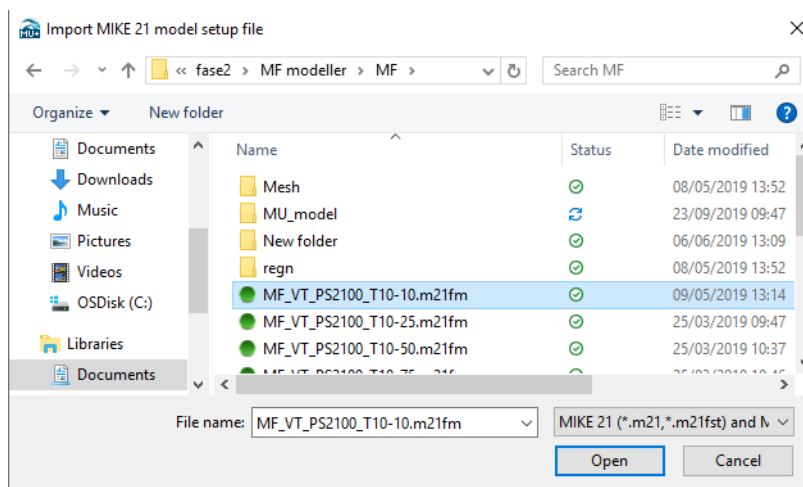 MU+ Import MIKE 21 model setup file
« fase2 > MF modeller > MF > Search MF
Organize New folder
Name Status Date modified
Documents
Downloads
Music
Pictures
Videos
OSDisk (C:)
Libraries
Documents
Mesh 08/05/2019 13:52
MU_model 23/09/2019 09:47
New folder 06/06/2019 13:09
regn 08/05/2019 13:52
MF_VT_PS2100_T10-10.m21fm 09/05/2019 13:14
MF_VT_PS2100_T10-25.m21fm 25/03/2019 09:47
MF_VT_PS2100_T10-50.m21fm 25/03/2019 10:37
File name: MF_VT_PS2100_T10-10.m21fm MIKE 21 (*.m21,*.m21fst) and
Open Cancel